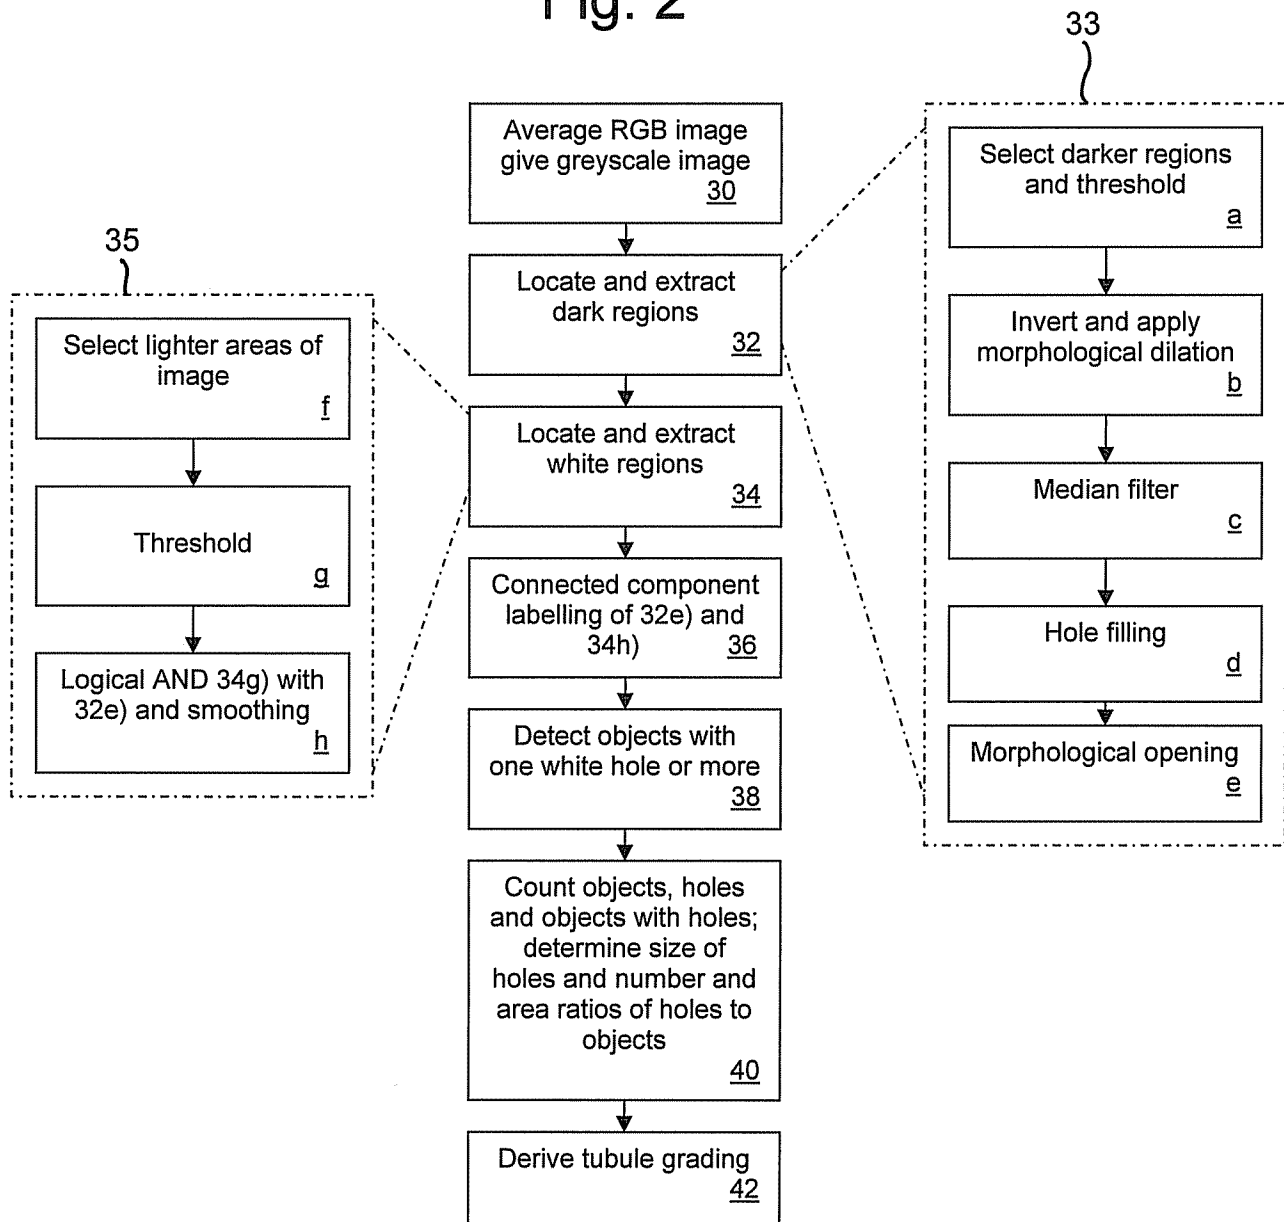 Fig. 2
33
Average RGB image
give greyscale image
30
Locate and extract
dark regions
32
Locate and extract
white regions
34
Connected component
labelling of 32e) and
34h)
36
Detect objects with
one white hole or more
38
Count objects, holes
and objects with holes;
determine size of
holes and number and
area ratios of holes to
objects
40
Derive tubule grading
42
35
Select lighter areas of
image
f
Threshold
g
Logical AND 34g) with
32e) and smoothing
h
Select darker regions
and threshold
a
Invert and apply
morphological dilation
b
Median filter
c
Hole filling
d
Morphological opening
e